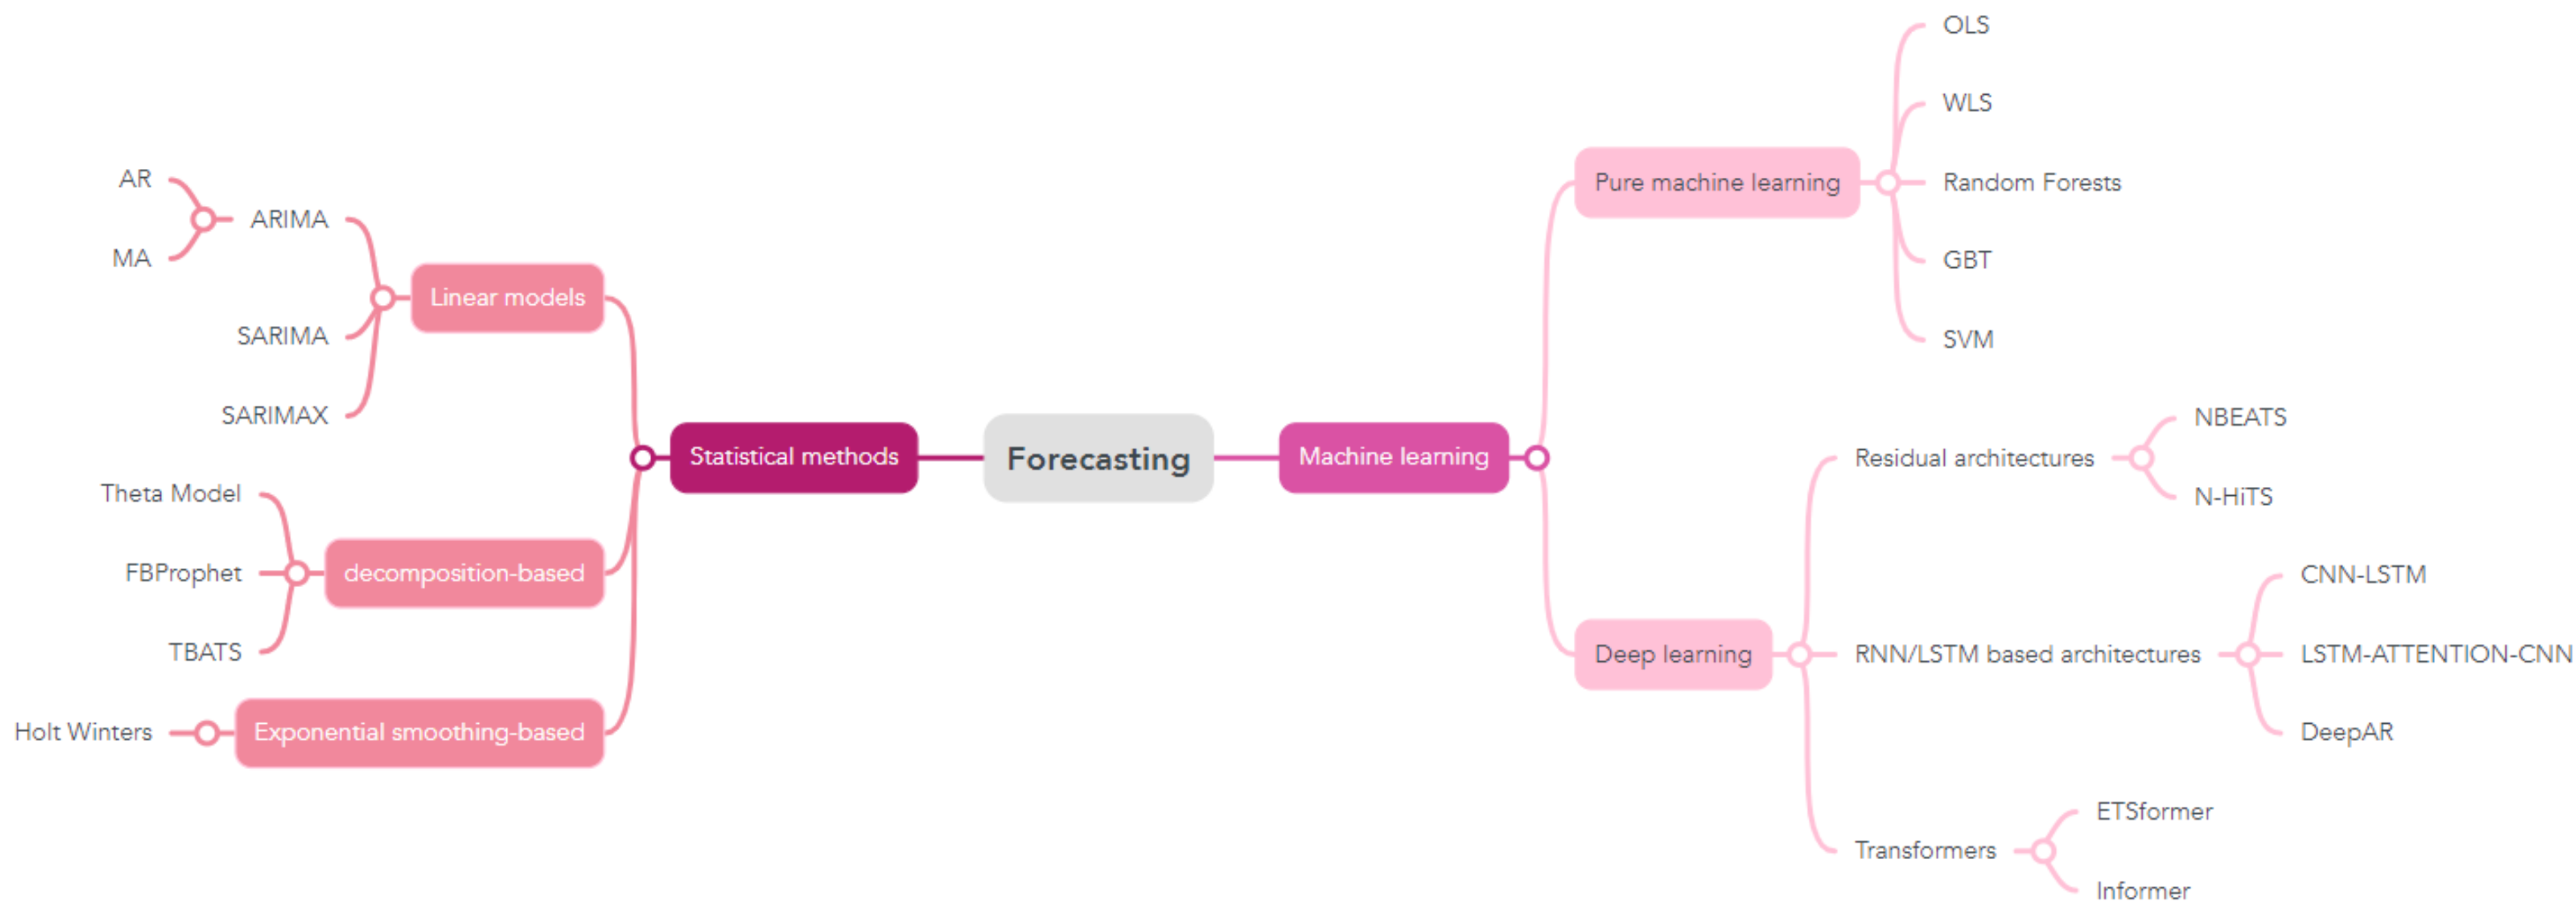 Forecasting
Statistical methods
Linear models
ARIMA
AR
MA
SARIMA
SARIMAX
decomposition-based
Theta Model
FBProphet
TBATS
Exponential smoothing-based
Holt Winters
Machine learning
Pure machine learning
OLS
WLS
Random Forests
GBT
SVM
Deep learning
Residual architectures
NBEATS
N-HiTS
RNN/LSTM based architectures
CNN-LSTM
LSTM-ATTENTION-CNN
DeepAR
Transformers
ETSformer
Informer